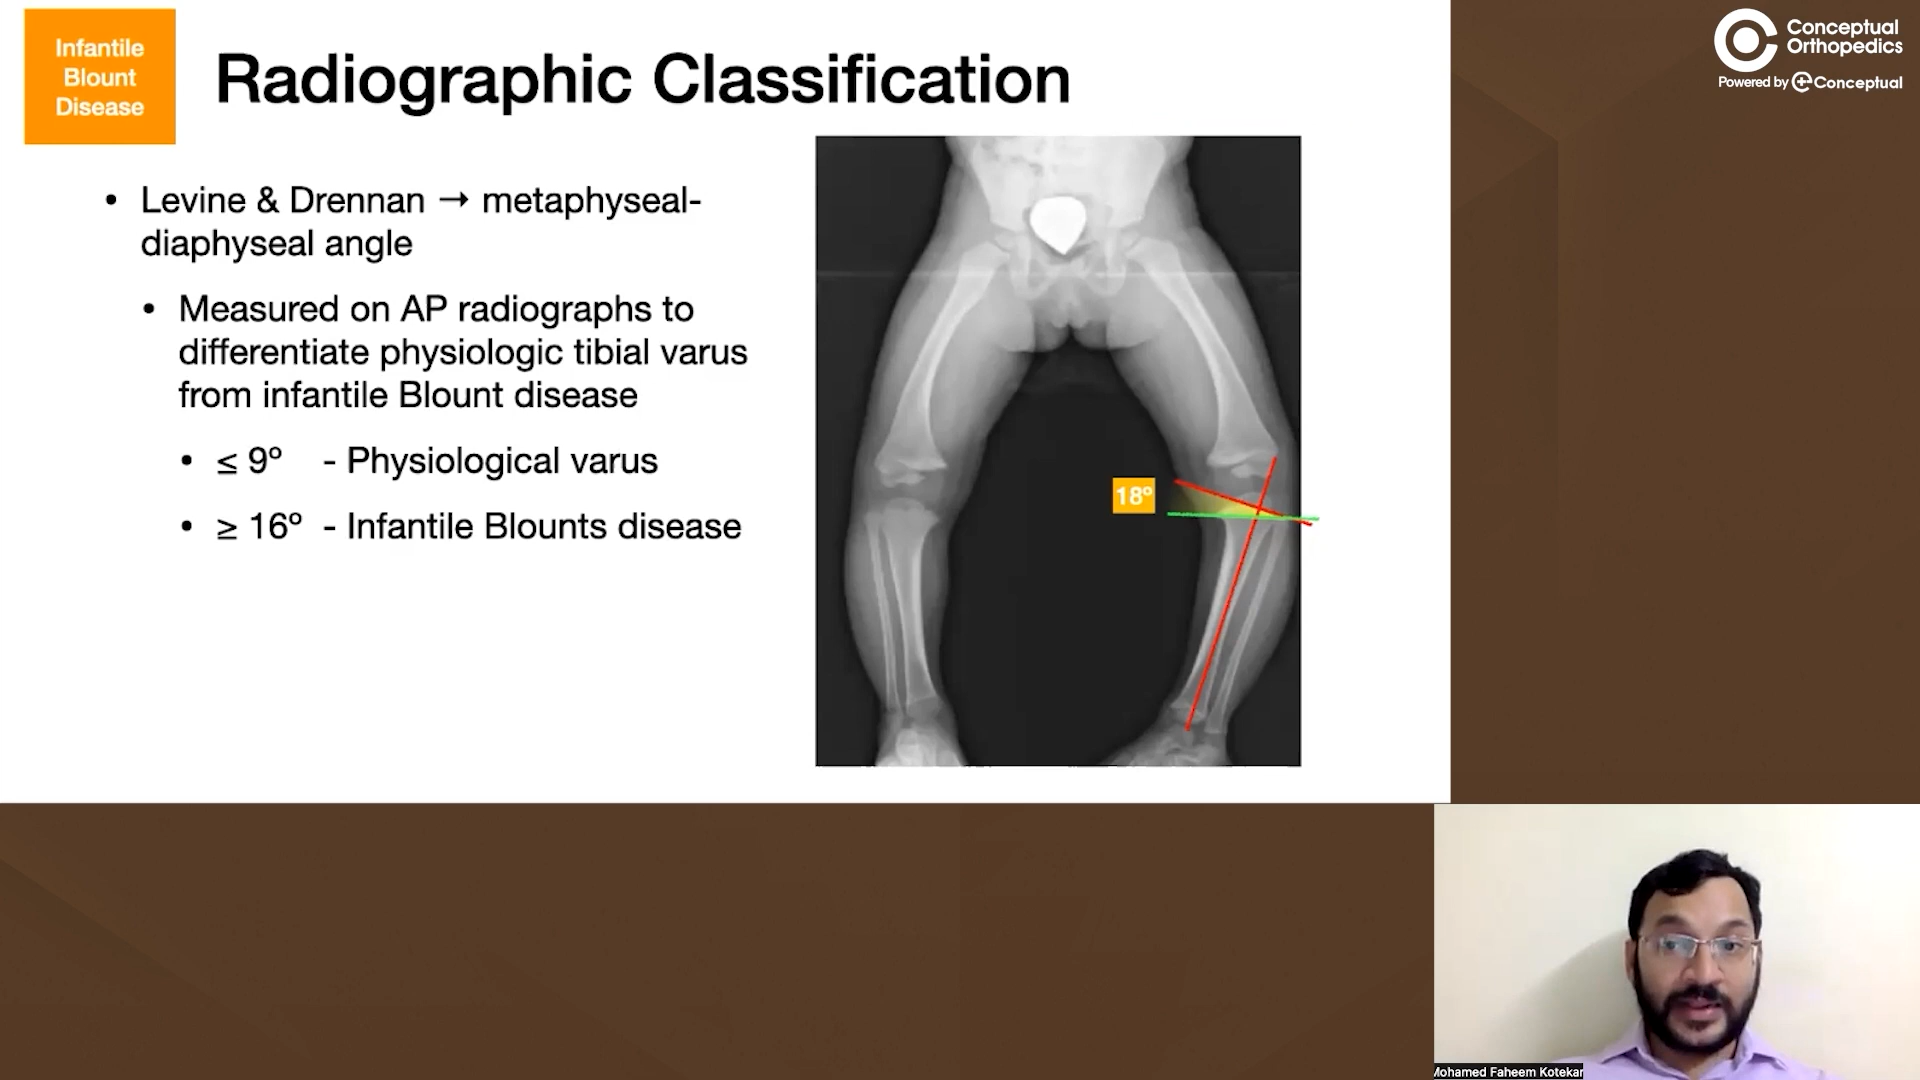 Infantile
Blount
Disease
Radiographic Classification
• Levine & Drennan → metaphyseal-
diaphyseal angle
• Measured on AP radiographs to
differentiate physiologic tibial varus
from infantile Blount disease
• ≤ 9º - Physiological varus
• ≥ 16º - Infantile Blounts disease
18º
Conceptual
Orthopedics
Powered by Conceptual
Mohamed Faheem Kotekar